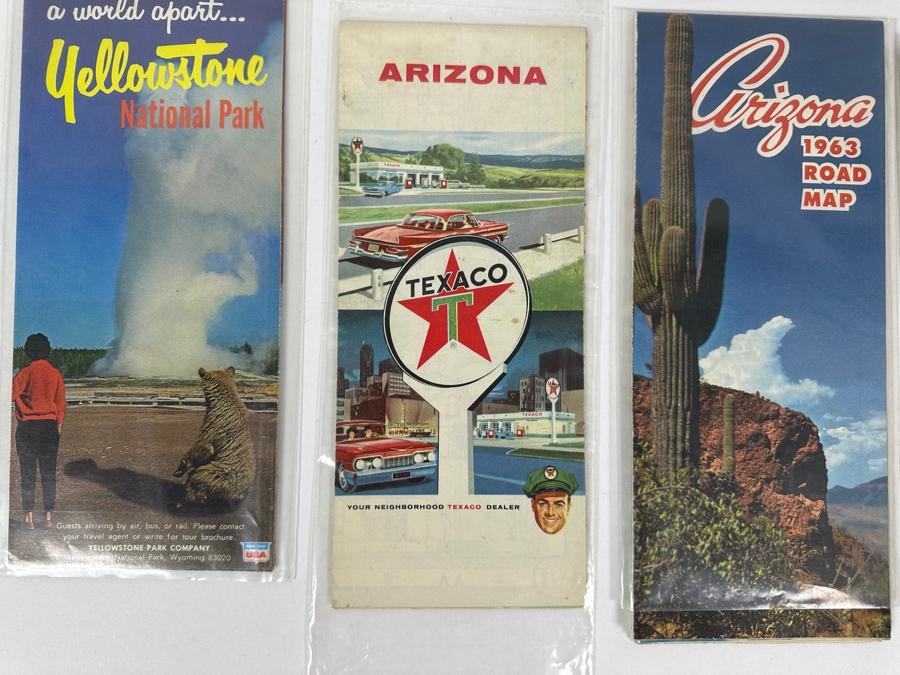 a world apart...
Yellowstone
National Park
Guests arriving by air, bus, or rail. Please contact
your travel agent or write for tour brochure.
YELLOWSTONE PARK COMPANY
Yellowstone National Park, Wyoming 83020
USA
ARIZONA
TEXACO
TEXACO
T
®
TEXACO
YOUR NEIGHBORHOOD TEXACO DEALER
Arizona
1963
ROAD
MAP